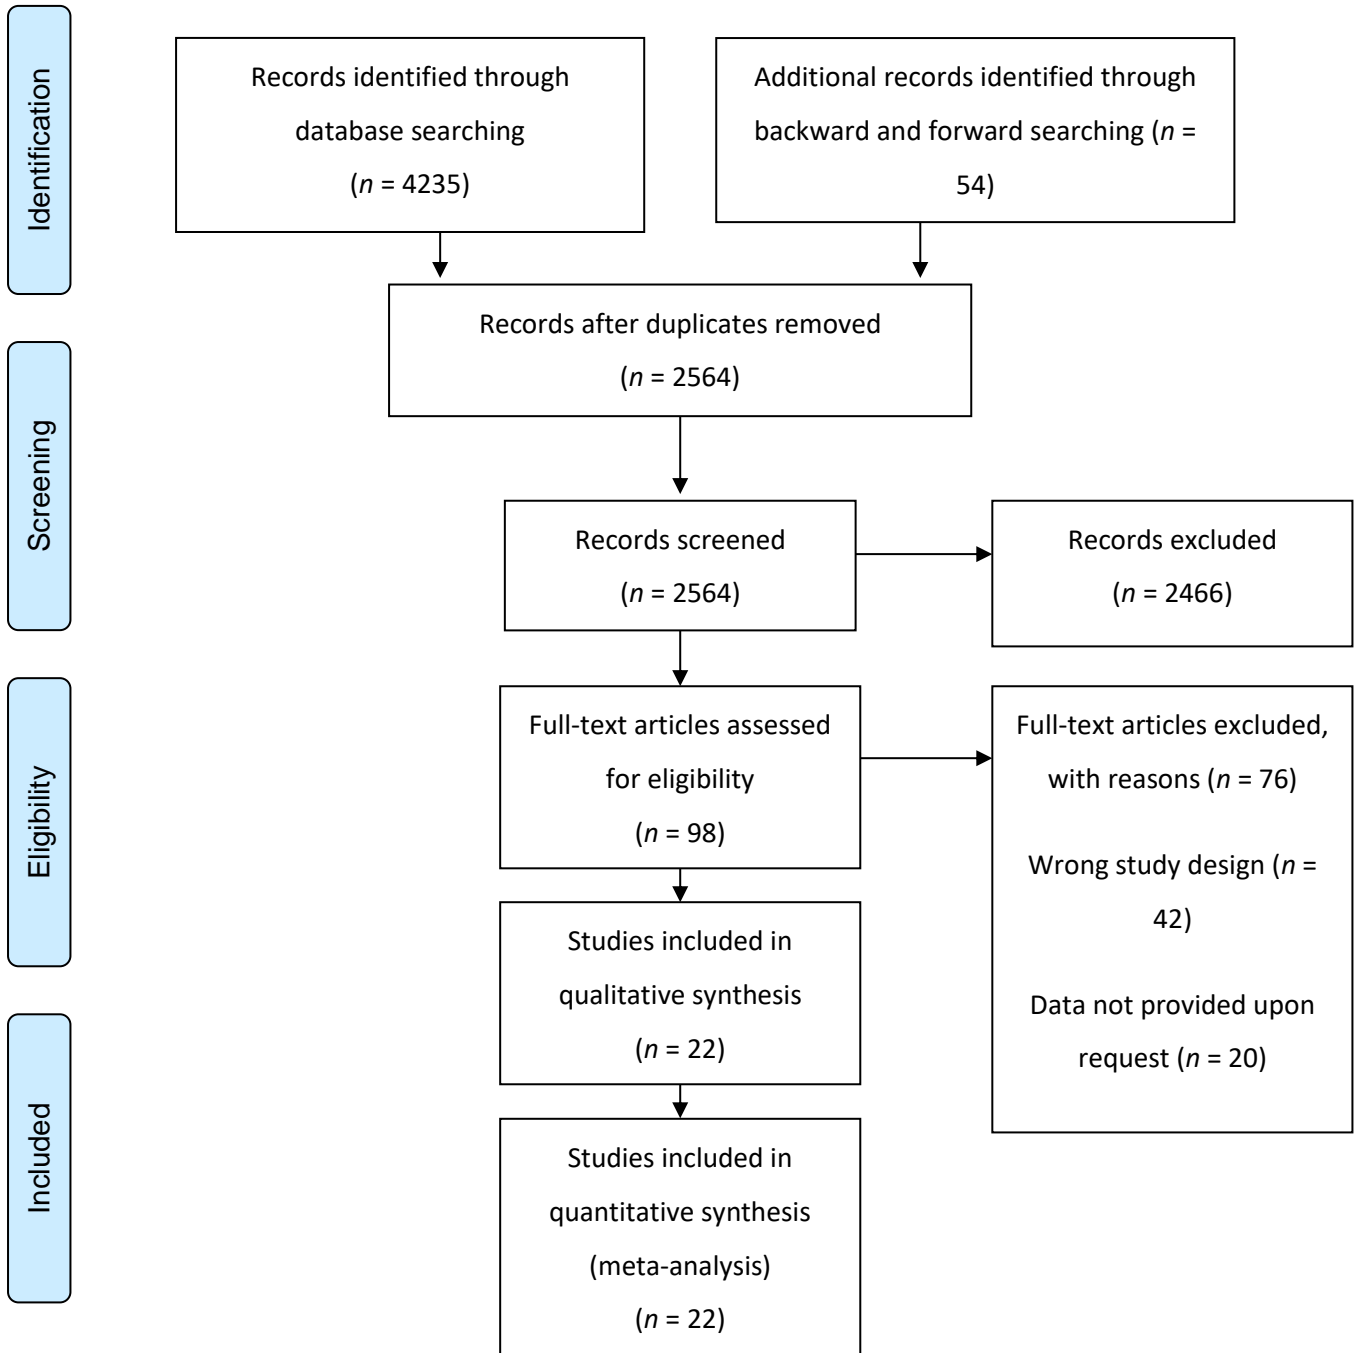 Identification
Records identified through
database searching
(n = 4235)
Additional records identified through
backward and forward searching (n =
54)
Records after duplicates removed
(n = 2564)
Screening
Records screened
(n = 2564)
Records excluded
(n = 2466)
Eligibility
Full-text articles assessed
for eligibility
(n = 98)
Full-text articles excluded,
with reasons (n = 76)
Wrong study design (n =
42)
Data not provided upon
request (n = 20)
Studies included in
qualitative synthesis
(n = 22)
Included
Studies included in
quantitative synthesis
(meta-analysis)
(n = 22)